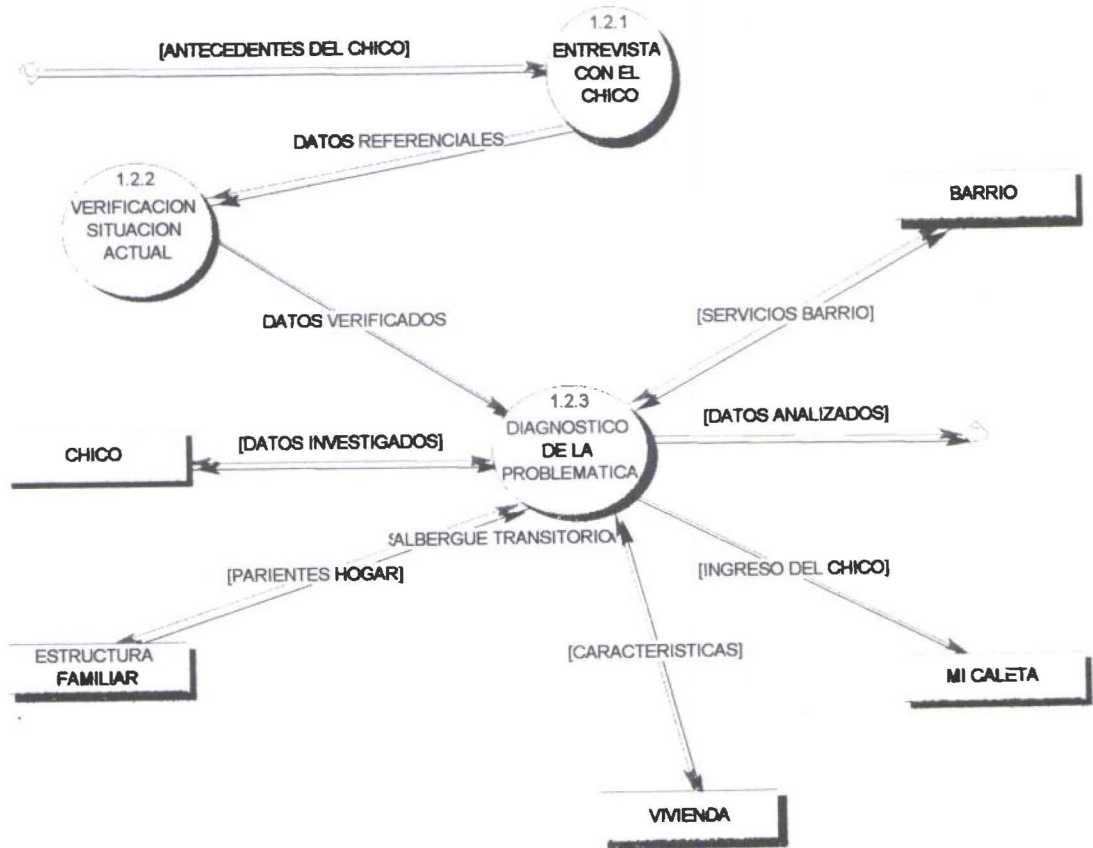 1.2.1
ENTREVISTA
CON EL
CHICO
[ANTECEDENTES DEL CHICO]
DATOS REFERENCIALES
1.2.2
VERIFICACION
SITUACION
ACTUAL
BARRIO
[SERVICIOS BARRIO]
DATOS VERIFICADOS
1.2.3
DIAGNOSTICO
DE LA
PROBLEMATICA
[DATOS ANALIZADOS]
CHICO
[DATOS INVESTIGADOS]
ALBERGUE TRANSITORIO
[PARIENTES HOGAR]
[INGRESO DEL CHICO]
ESTRUCTURA
FAMILIAR
[CARACTERISTICAS]
MI CALETA
VIVIENDA